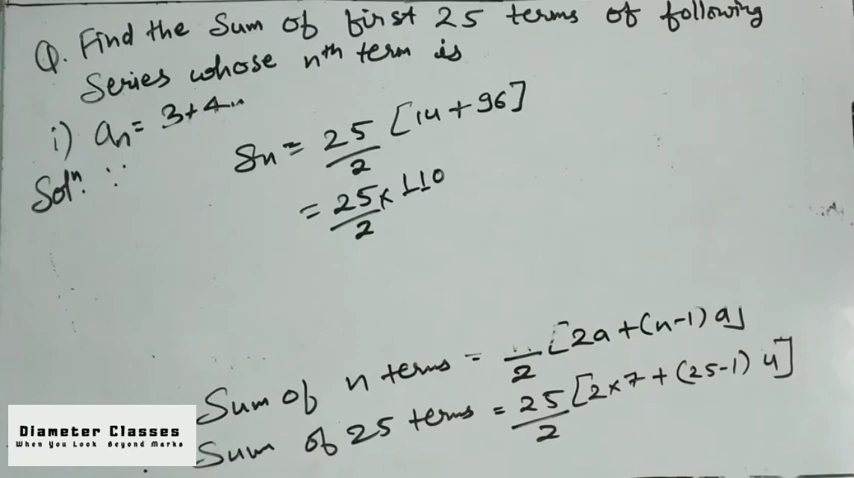 Q. Find the Sum of first 25 terms of following
Series whose nth term is
i) an = 3+4..
Soln. ∵
Sn = 25/2 [14 + 96]
= 25/2 × 110
Sum of n terms = /2 [2a + (n-1) d]
Sum of 25 terms = 25/2 [2×7 + (25-1) 4]
Diameter Classes
When You Look Beyond Marks